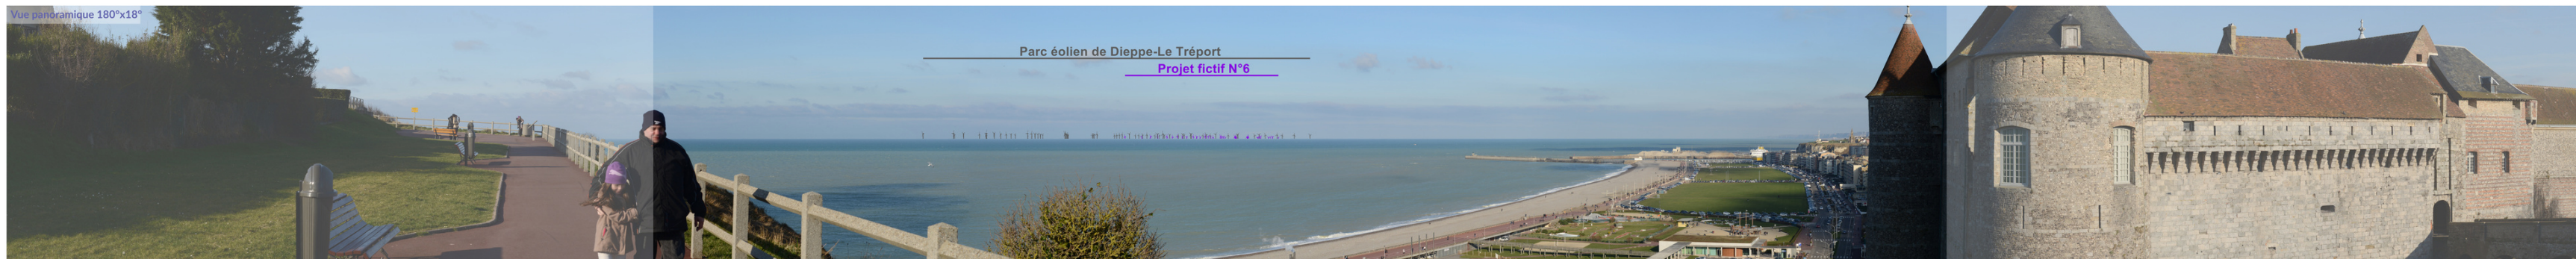 Vue panoramique 180°x18°
Parc éolien de Dieppe-Le Tréport
Projet fictif N°6